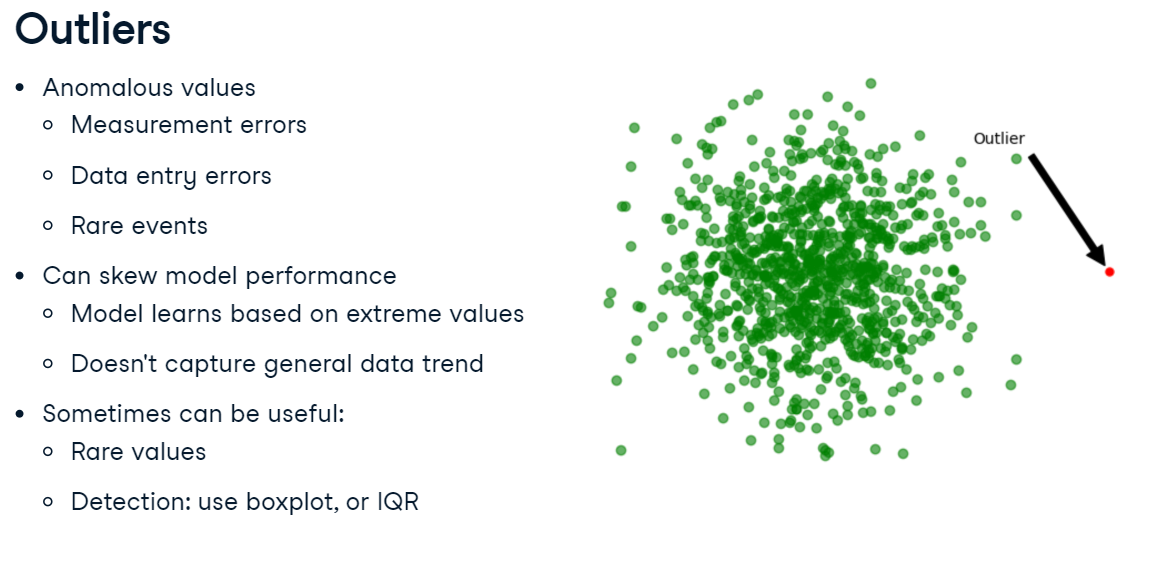 Outliers
Anomalous values
Measurement errors
Data entry errors
Rare events
Can skew model performance
Model learns based on extreme values
Doesn't capture general data trend
Sometimes can be useful:
Rare values
Detection: use boxplot, or IQR
Outlier